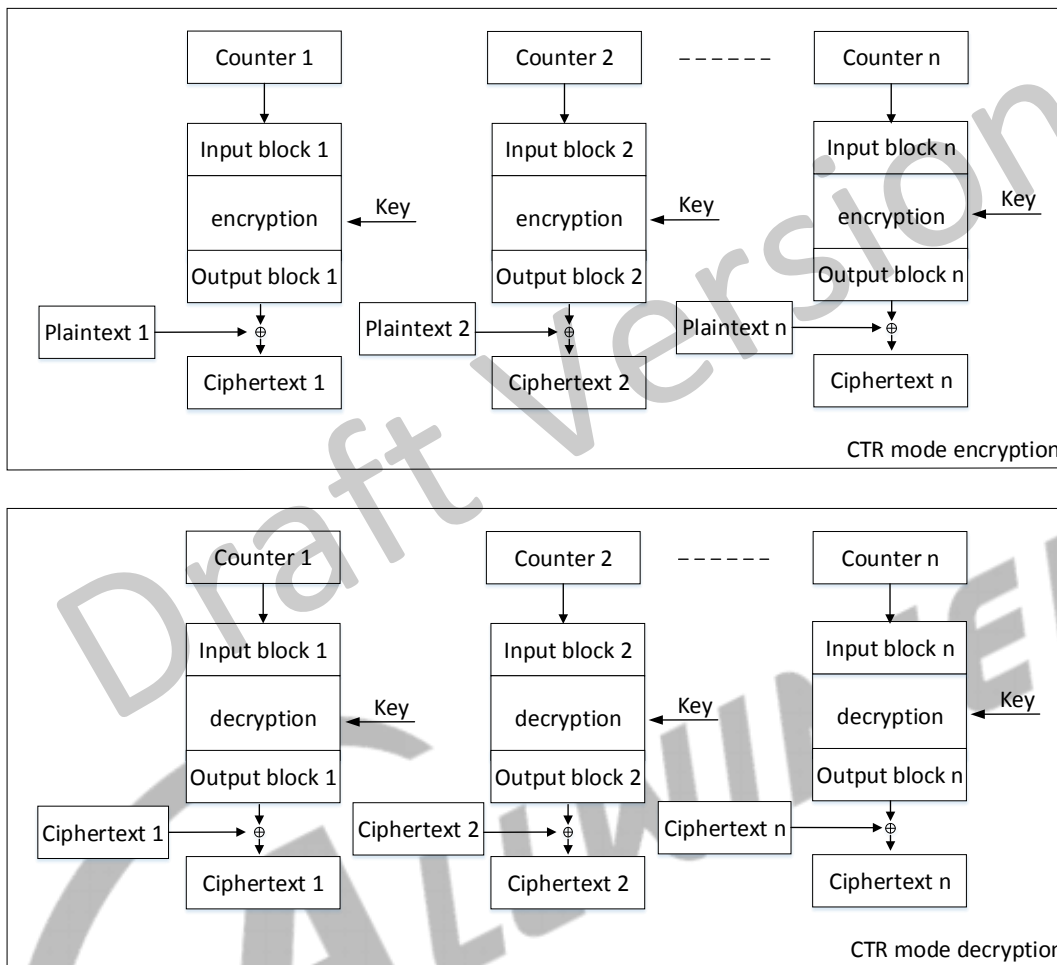 Counter 1
Counter 2
Counter n
Input block 1
Input block 2
Input block n
encryption
Key
encryption
Key
encryption
Key
Output block 1
Output block 2
Output block n
Plaintext 1
Plaintext 2
Plaintext n
Ciphertext 1
Ciphertext 2
Ciphertext n
CTR mode encryption
Counter 1
Counter 2
Counter n
Input block 1
Input block 2
Input block n
decryption
Key
decryption
Key
decryption
Key
Output block 1
Output block 2
Output block n
Ciphertext 1
Ciphertext 2
Ciphertext n
Ciphertext 1
Ciphertext 2
Ciphertext n
CTR mode decryption
Draft Version